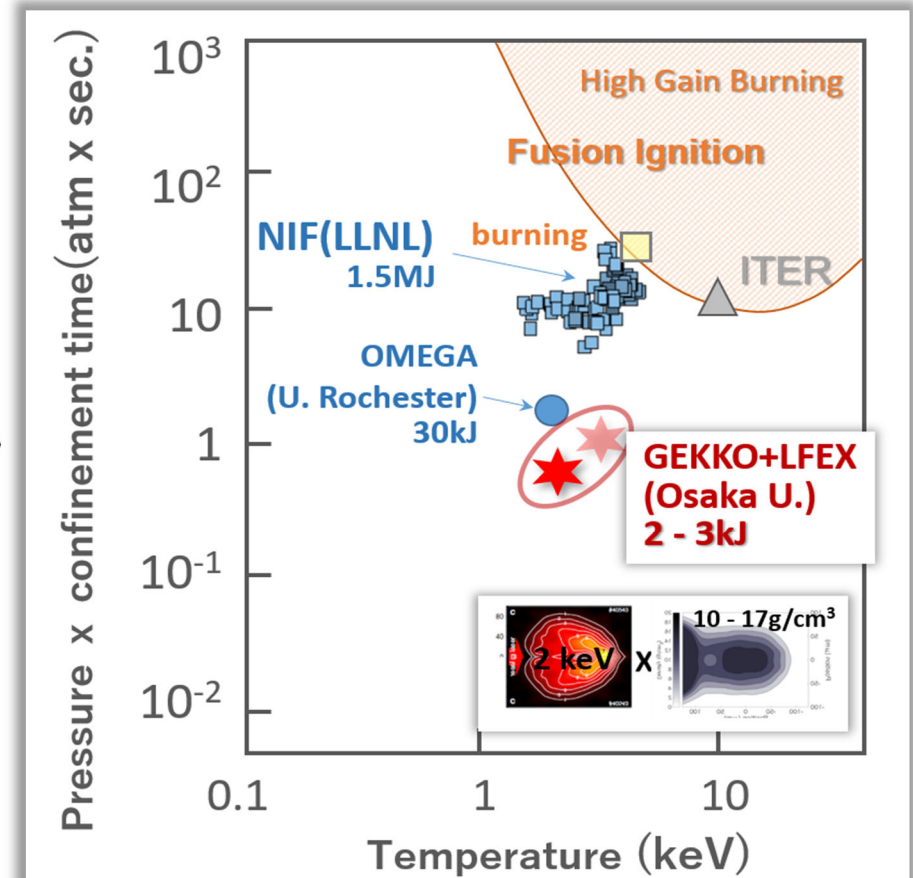 Pressure x confinement time(atm x sec.)
10³
10²
10
1
10⁻¹
10⁻²
High Gain Burning
Fusion Ignition
NIF(LLNL)
1.5MJ
burning
ITER
OMEGA
(U. Rochester)
30kJ
GEKKO+LFEX
(Osaka U.)
2 - 3kJ
2 keV
X
10 - 17g/cm³
0.1
1
10
Temperature (keV)